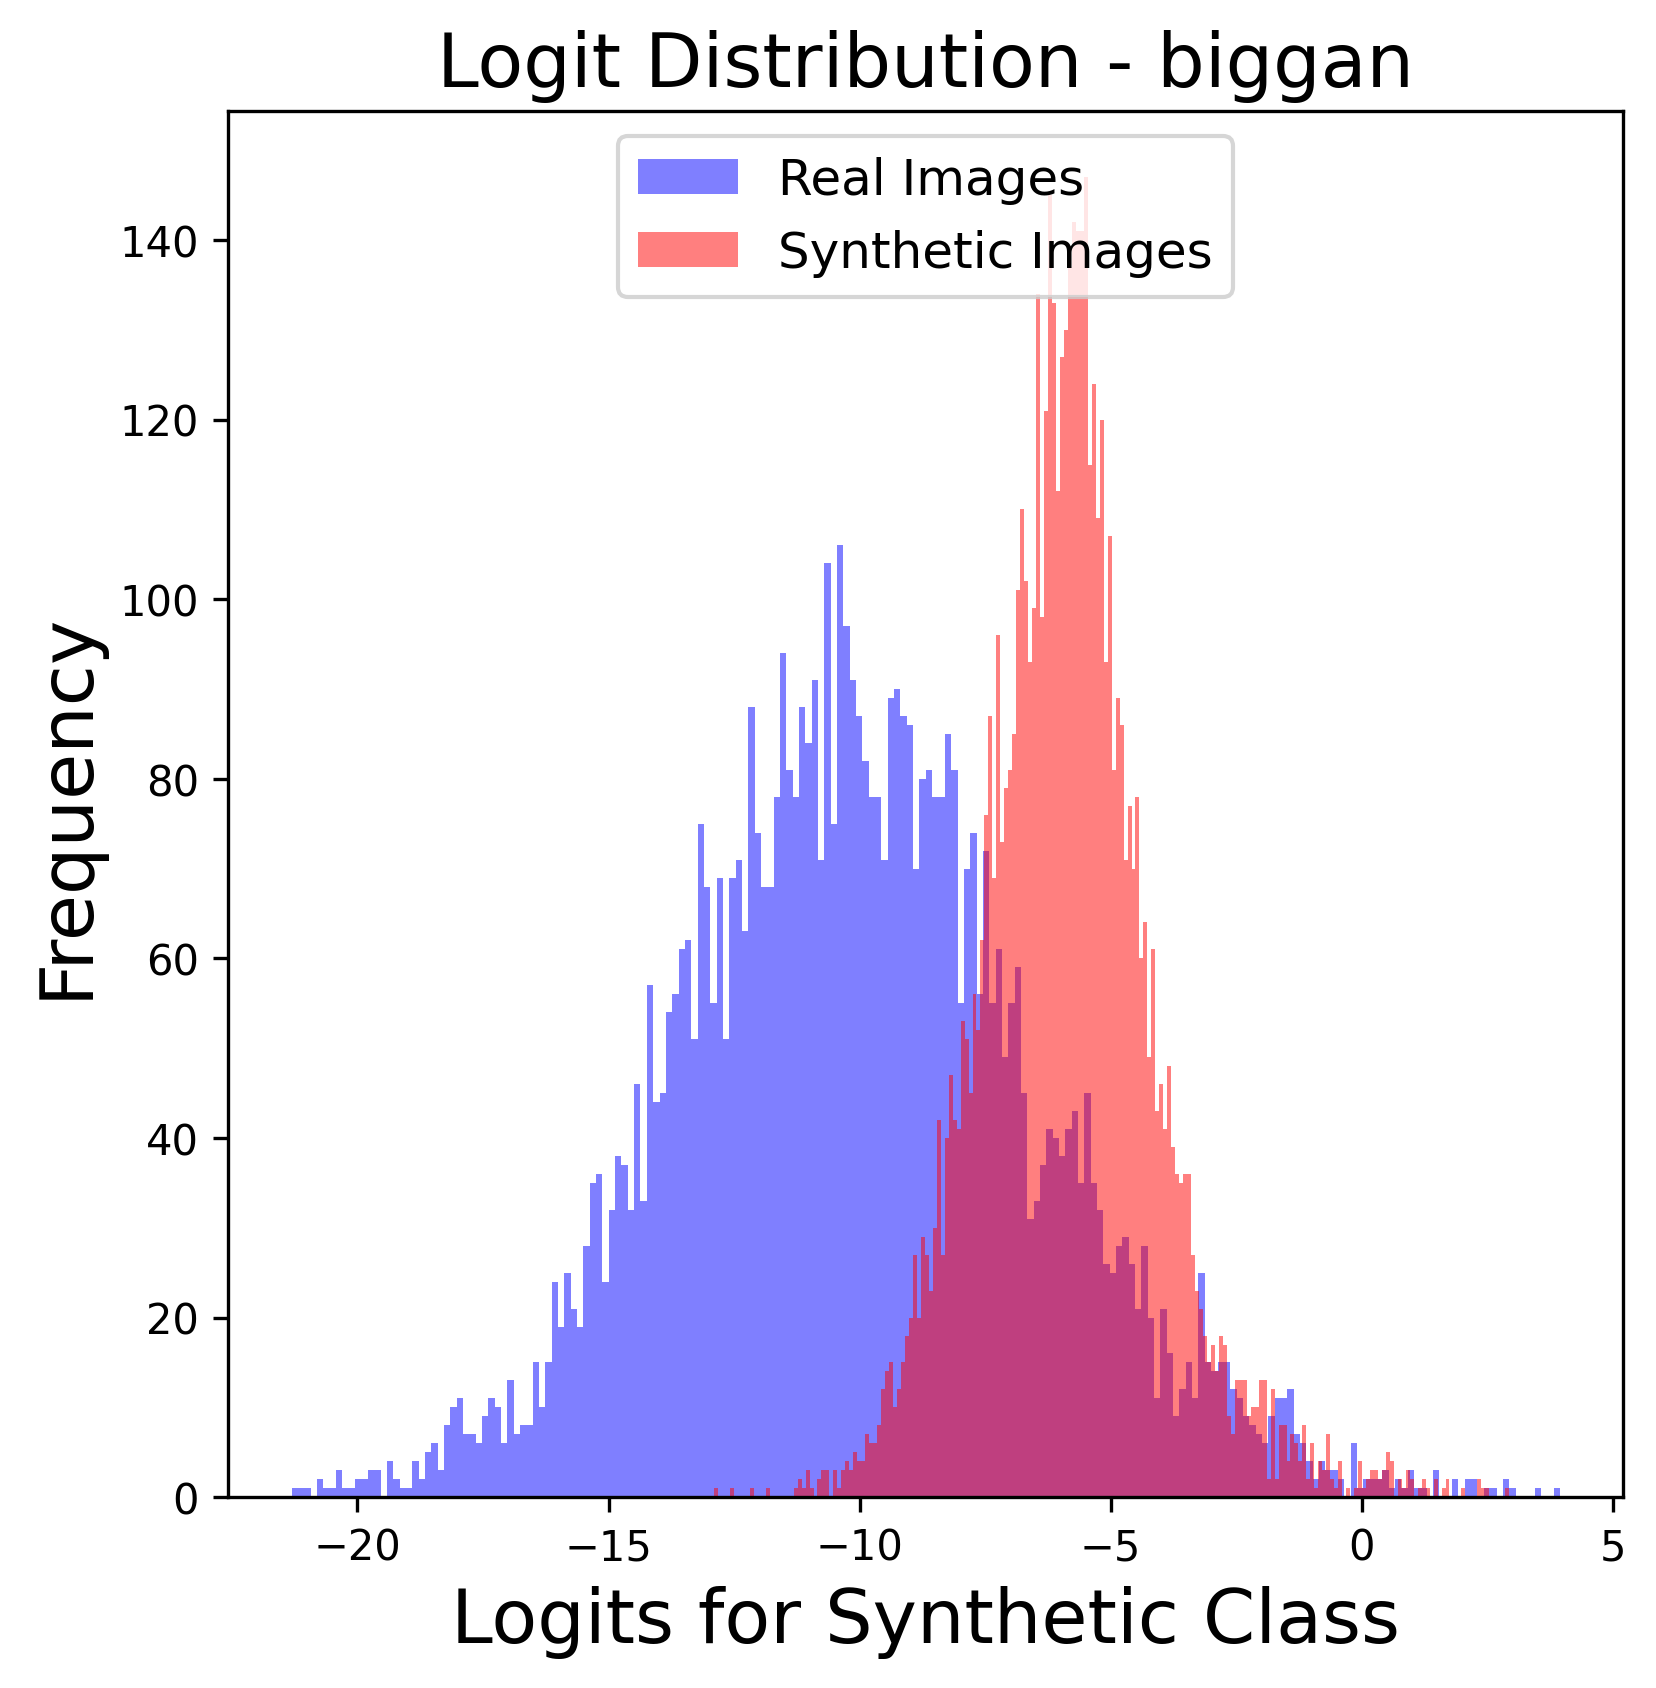 Logit Distribution - biggan
Real Images
Synthetic Images
140
120
100
80
60
40
20
0
Frequency
−20 −15 −10 −5 0 5
Logits for Synthetic Class